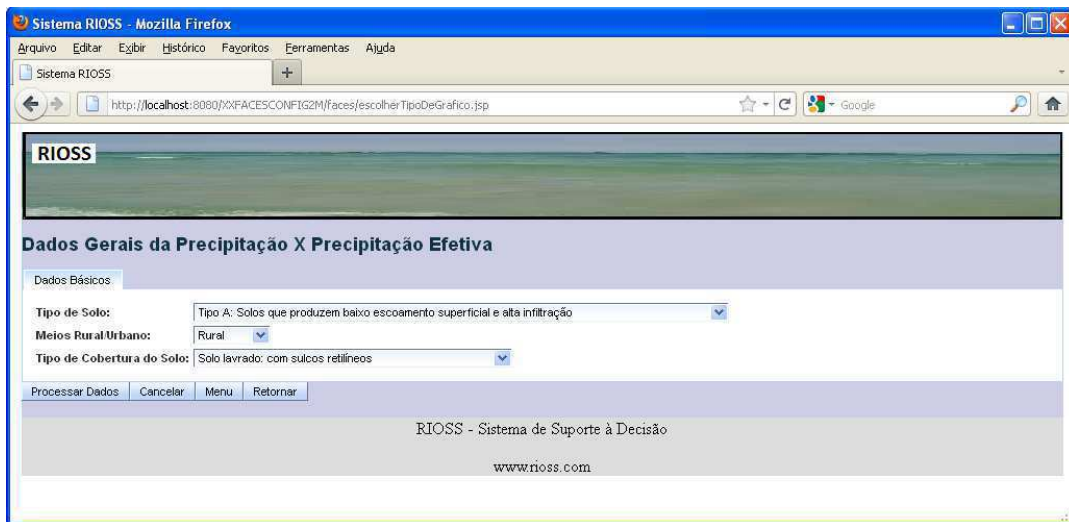 Sistema RIOSS - Mozilla Firefox
Arquivo Editar Exibir Histórico Favoritos Ferramentas Ajuda
Sistema RIOSS
http://localhost:8080/XXFACESCONFIG2M/faces/escolherTipoDeGrafico.jsp
Google
RIOSS
Dados Gerais da Precipitação X Precipitação Efetiva
Dados Básicos
Tipo de Solo: Tipo A: Solos que produzem baixo escoamento superficial e alta infiltração
Meios Rural/Urbano: Rural
Tipo de Cobertura do Solo: Solo lavrado: com sulcos retilíneos
Processar Dados Cancelar Menu Retornar
RIOSS - Sistema de Suporte à Decisão
www.rioss.com